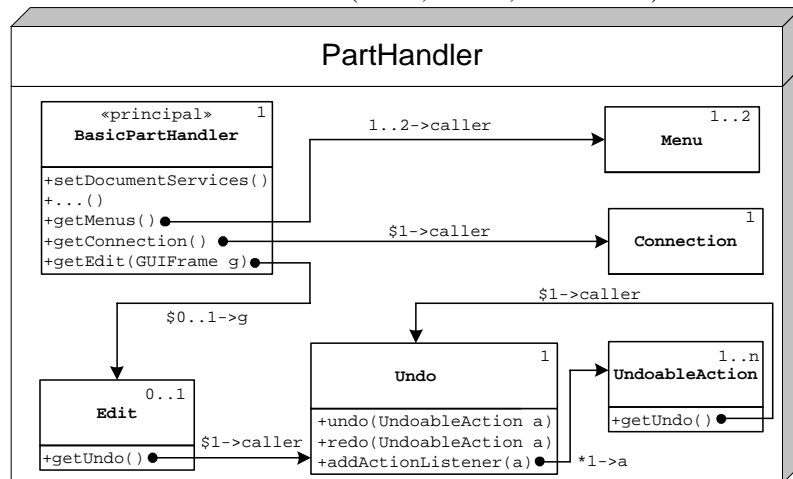 PartHandler
«principal» 1
BasicPartHandler
+setDocumentServices()
+...()
+getMenus()
+getConnection()
+getEdit(GUIFrame g)
1..2->caller
1..2
Menu
$1->caller
1
Connection
$0..1->g
$1->caller
0..1
Edit
+getUndo()
$1->caller
1
Undo
+undo(UndoableAction a)
+redo(UndoableAction a)
+addActionListener(a)
*1->a
1..n
UndoableAction
+getUndo()